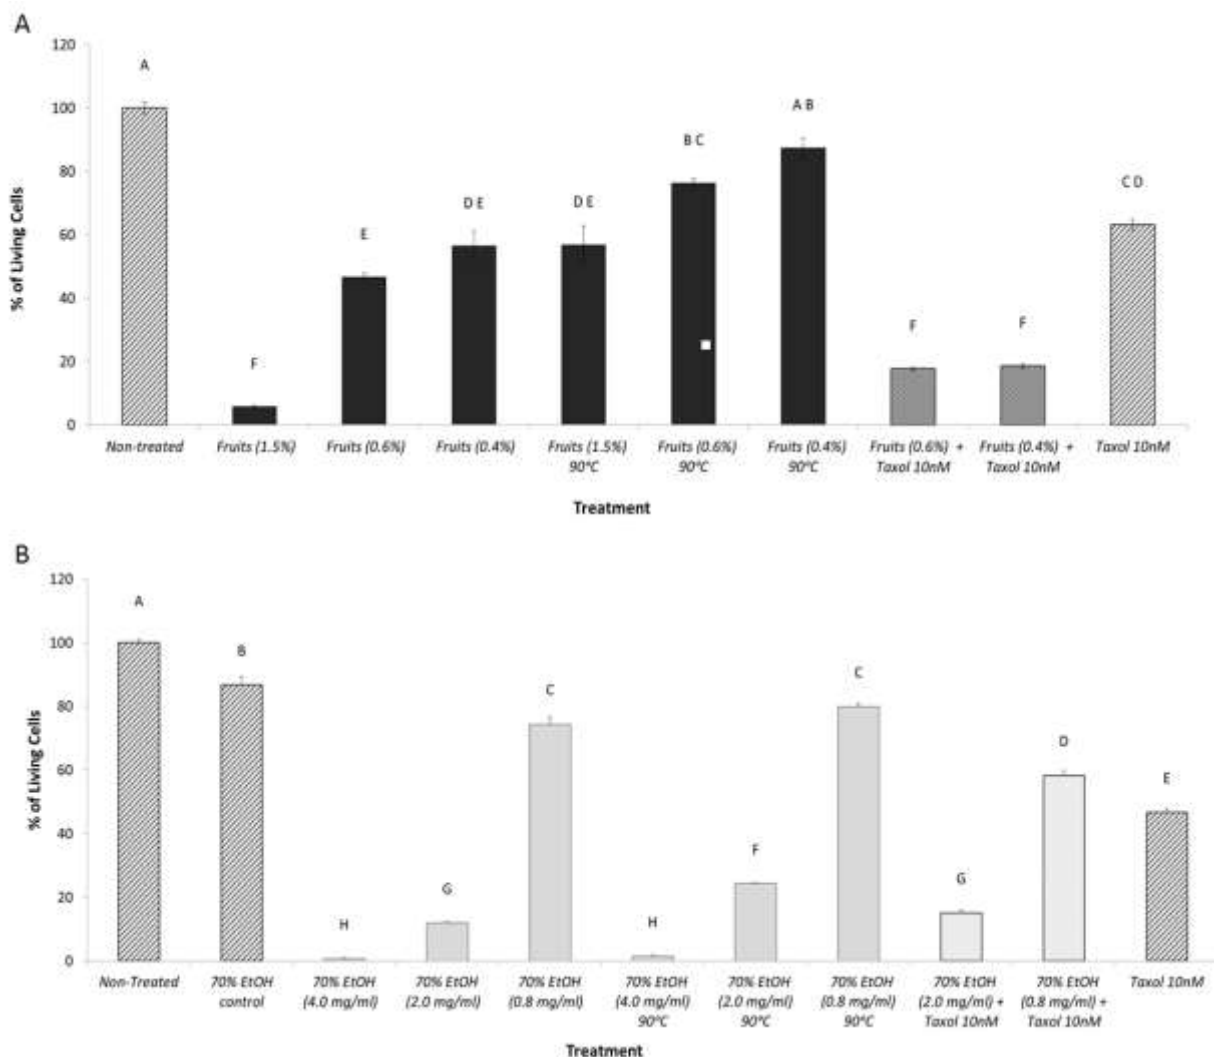 A
120
100
80
60
40
20
0
% of Living Cells
A
F
E
D E
D E
B C
A B
F
F
C D
Non-treated
Fruits (1.5%)
Fruits (0.6%)
Fruits (0.4%)
Fruits (1.5%)
90°C
Fruits (0.6%)
90°C
Fruits (0.4%)
90°C
Fruits (0.6%) +
Taxol 10nM
Fruits (0.4%) +
Taxol 10nM
Taxol 10nM
Treatment
B
120
100
80
60
40
20
0
% of Living Cells
A
B
H
G
C
H
F
C
G
D
E
Non-Treated
70% EtOH
control
70% EtOH
(4.0 mg/ml)
70% EtOH
(2.0 mg/ml)
70% EtOH
(0.8 mg/ml)
70% EtOH
(4.0 mg/ml)
90°C
70% EtOH
(2.0 mg/ml)
90°C
70% EtOH
(0.8 mg/ml)
90°C
70% EtOH
(2.0 mg/ml) +
Taxol 10nM
70% EtOH
(0.8 mg/ml) +
Taxol 10nM
Taxol 10nM
Treatment